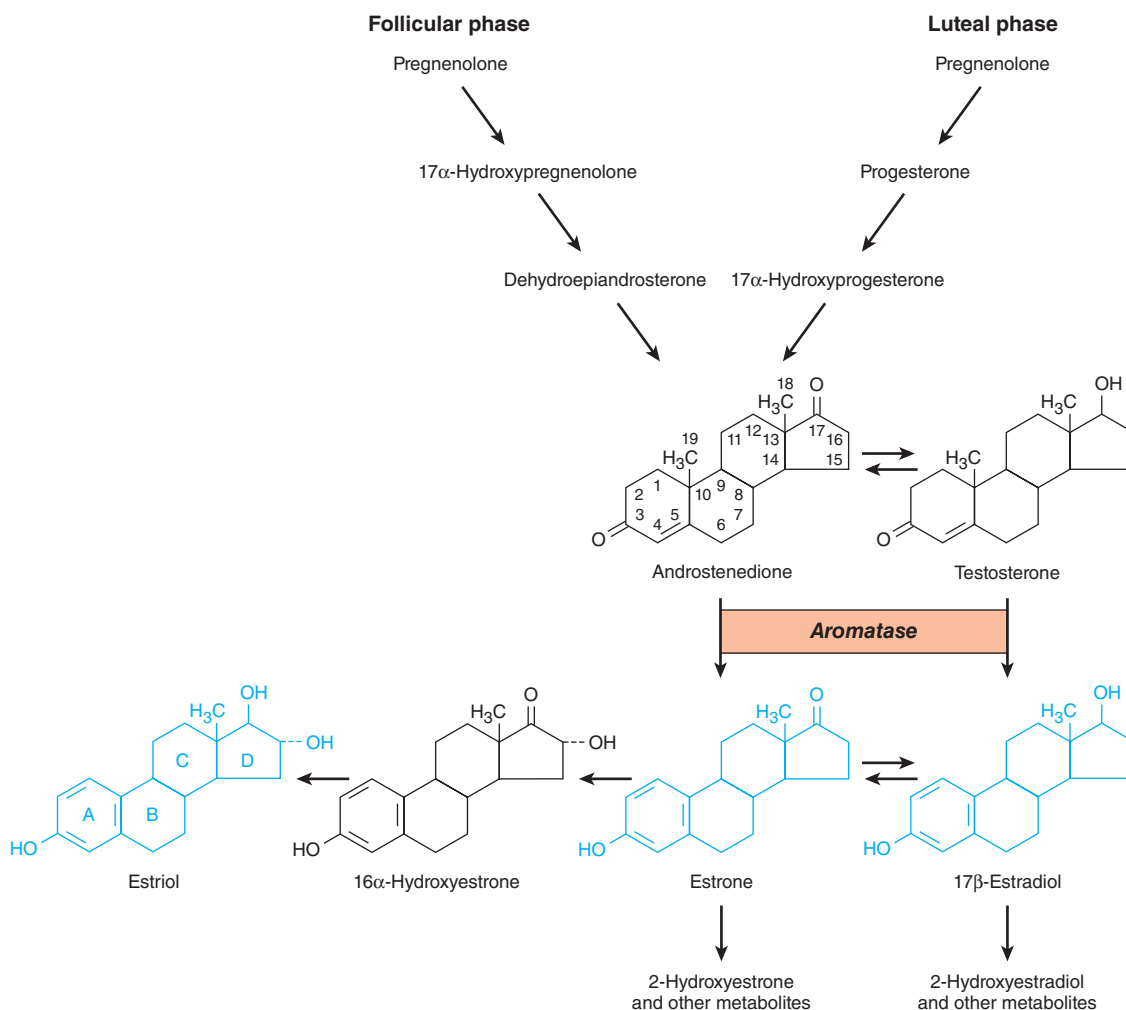 Follicular phase
Luteal phase
Pregnenolone
Pregnenolone
17α-Hydroxypregnenolone
Progesterone
Dehydroepiandrosterone
17α-Hydroxyprogesterone
18
O
H3C
12
13
17
16
11
19
H3C
14
15
1
9
2
10
8
3
4
5
6
7
O
Androstenedione
OH
H3C
H3C
O
Testosterone
Aromatase
OH
H3C
OH
C
D
A
B
HO
Estriol
O
H3C
OH
HO
16α-Hydroxyestrone
O
H3C
HO
Estrone
OH
H3C
HO
17β-Estradiol
2-Hydroxyestrone
and other metabolites
2-Hydroxyestradiol
and other metabolites